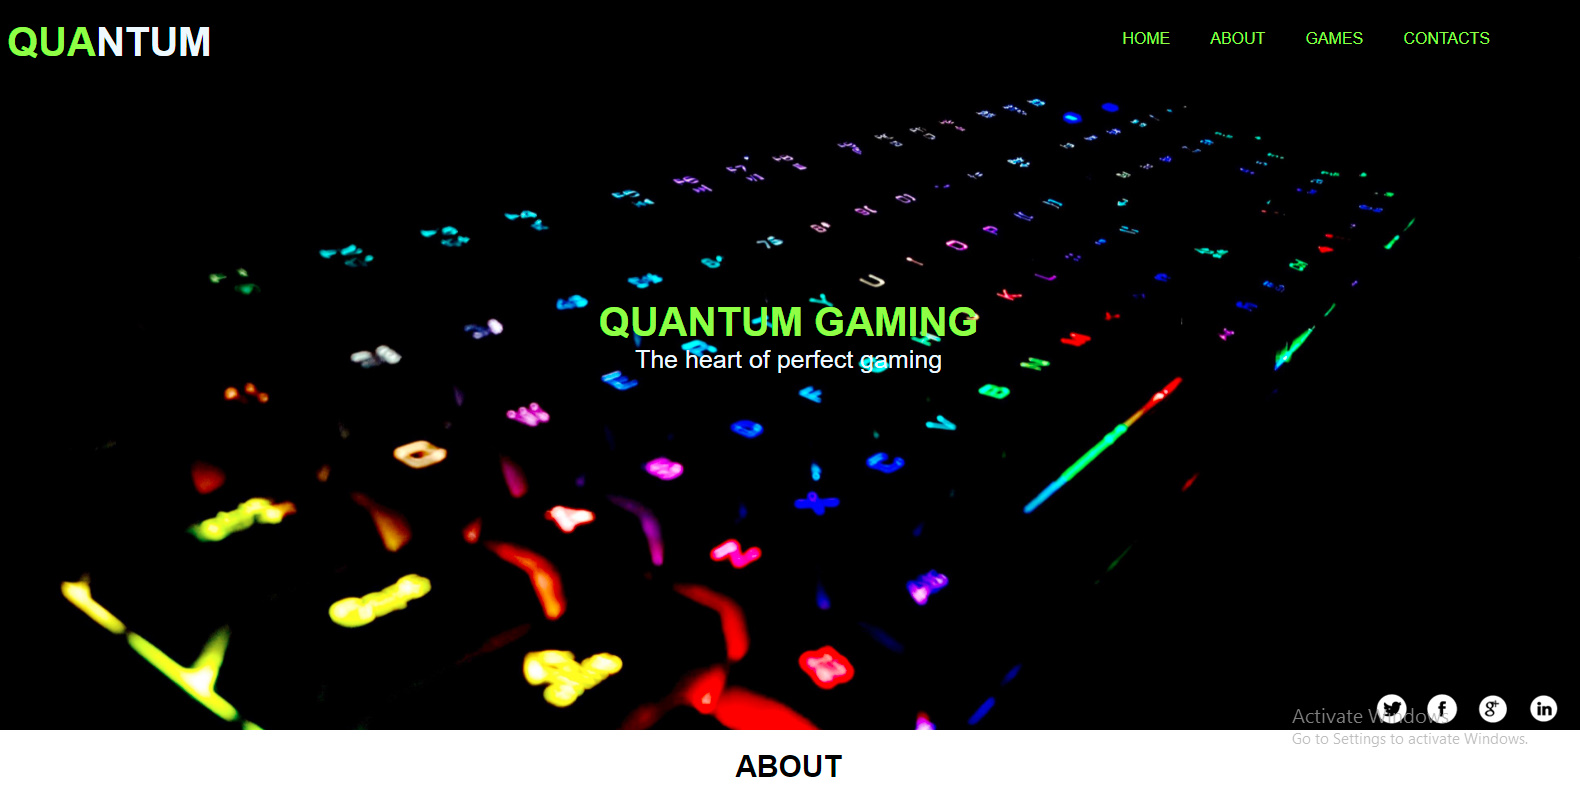 QUANTUM
HOME ABOUT GAMES CONTACTS
QUANTUM GAMING
The heart of perfect gaming
Activate Windows
Go to Settings to activate Windows.
ABOUT